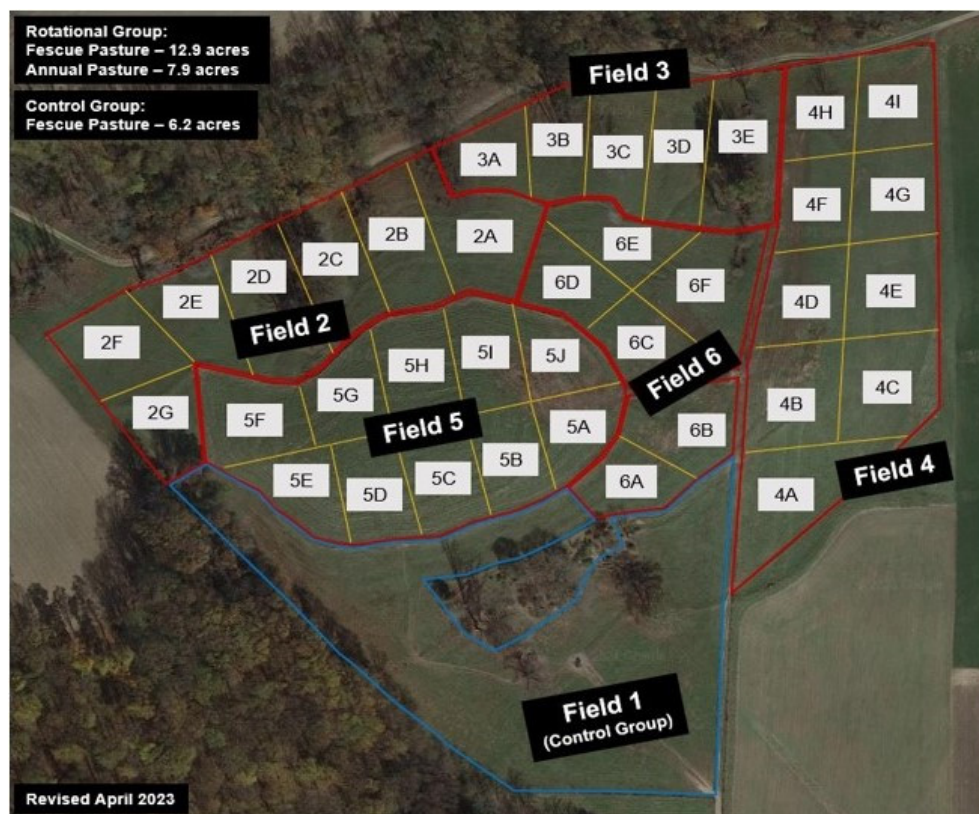 Rotational Group:
Fescue Pasture – 12.9 acres
Annual Pasture – 7.9 acres
Control Group:
Fescue Pasture – 6.2 acres
Field 3
4I
4H
3E
3B
3D
3C
3A
4G
4F
2B
2A
6E
2C
2D
6D
6F
4E
2E
4D
Field 2
2F
6C
5I
5J
5H
Field 6
4C
5G
4B
2G
5F
Field 5
5A
6B
5B
Field 4
5C
5E
6A
5D
4A
Field 1
(Control Group)
Revised April 2023